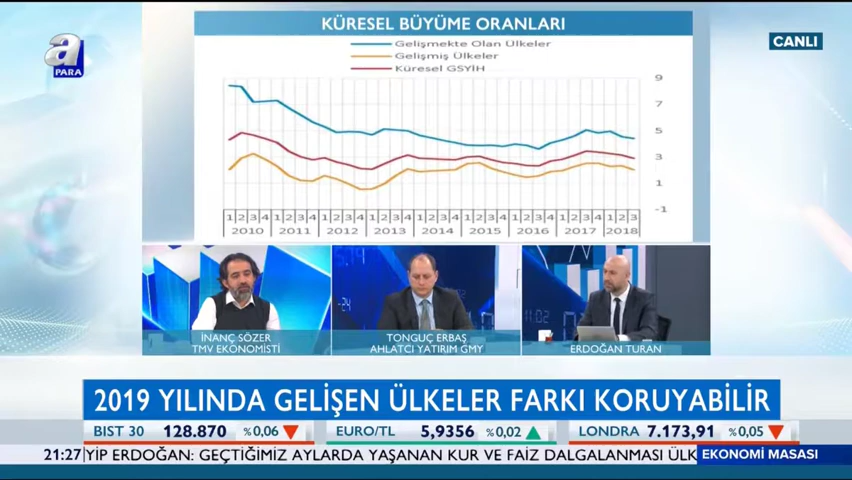 a
PARA
KÜRESEL BÜYÜME ORANLARI
CANLI
Gelişmekte Olan Ülkeler
Gelişmiş Ülkeler
Küresel GSYİH
9
7
5
3
1
-1
1 2 3 4 1 2 3 4 1 2 3 4 1 2 3 4 1 2 3 4 1 2 3 4 1 2 3 4 1 2 3 4 1 2 3
2010 2011 2012 2013 2014 2015 2016 2017 2018
İNANÇ SÖZER
TMV EKONOMİSTİ
TONGUÇ ERBAŞ
AHLATCI YATIRIM GMY
ERDOĞAN TURAN
2019 YILINDA GELİŞEN ÜLKELER FARKI KORUYABİLİR
BIST 30 128.870 %0,06 EURO/TL 5,9356 %0,02 LONDRA 7.173,91 %0,05
21:27 YİP ERDOĞAN: GEÇTİĞİMİZ AYLARDA YAŞANAN KUR VE FAİZ DALGALANMASI ÜLK EKONOMİ MASASI